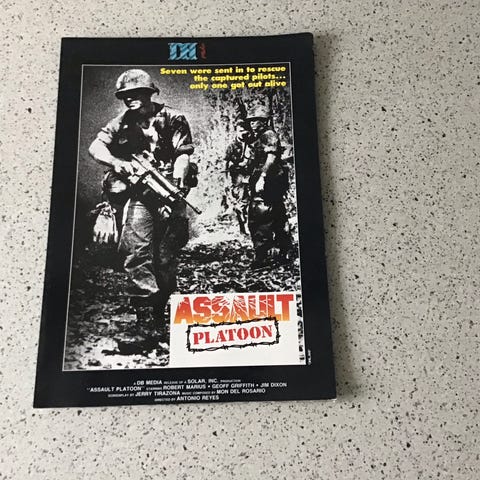 Seven were sent in to rescue
the captured pilots...
only one got out alive
ASSAULT
PLATOON
A DB MEDIA RELEASE OF A SOLAR, INC. PRODUCTION
"ASSAULT PLATOON" STARRING ROBERT MARIUS • GEOFF GRIFFITH • JIM DIXON
SCREENPLAY BY JERRY TIRAZONA MUSIC COMPOSED BY MON DEL ROSARIO
DIRECTED BY ANTONIO REYES